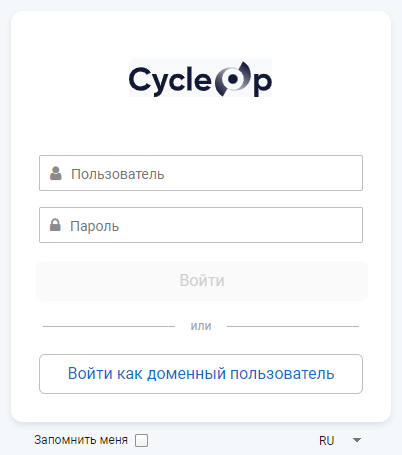 CycleOp
Пользователь
Пароль
Войти
или
Войти как доменный пользователь
Запомнить меня
RU